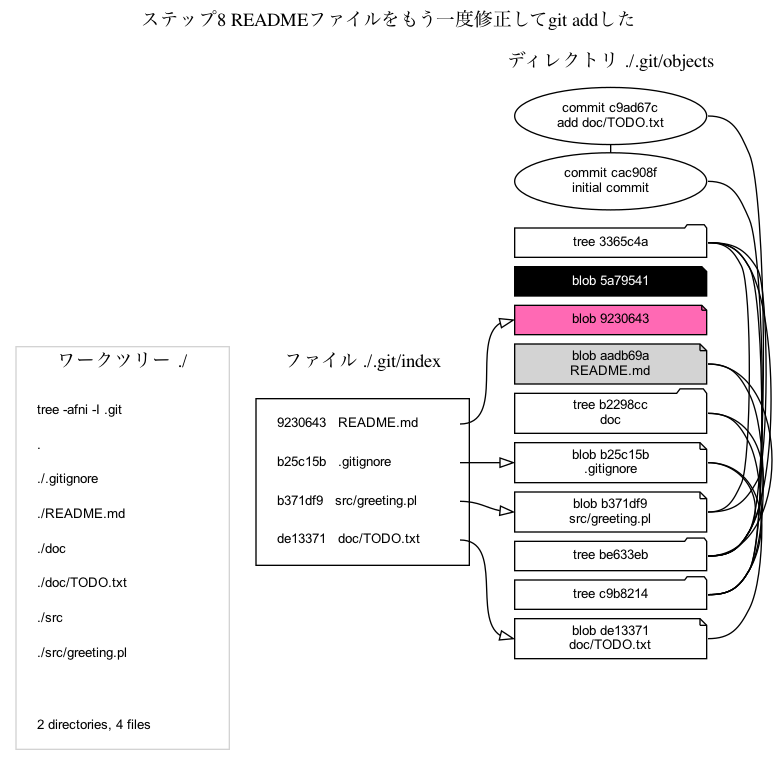 ステップ8 READMEファイルをもう一度修正してgit addした
ディレクトリ ./.git/objects
commit c9ad67c
add doc/TODO.txt
commit cac908f
initial commit
tree 3365c4a
blob 5a79541
blob 9230643
blob aadb69a
README.md
tree b2298cc
doc
blob b25c15b
.gitignore
blob b371df9
src/greeting.pl
tree be633eb
tree c9b8214
blob de13371
doc/TODO.txt
ファイル ./.git/index
9230643 README.md
b25c15b .gitignore
b371df9 src/greeting.pl
de13371 doc/TODO.txt
ワークツリー ./
tree -afni -I .git
.
./.gitignore
./README.md
./doc
./doc/TODO.txt
./src
./src/greeting.pl
2 directories, 4 files